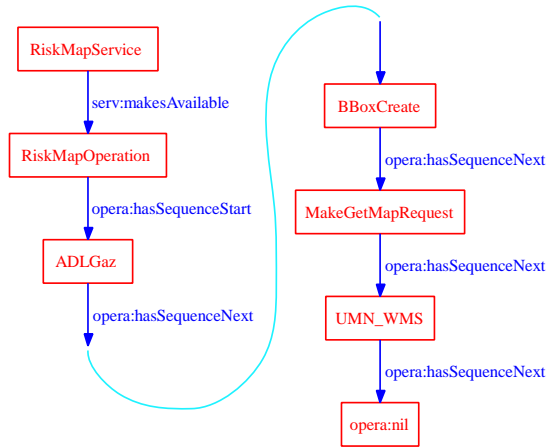 RiskMapService
serv:makesAvailable
RiskMapOperation
opera:hasSequenceStart
ADLGaz
opera:hasSequenceNext
BBoxCreate
opera:hasSequenceNext
MakeGetMapRequest
opera:hasSequenceNext
UMN_WMS
opera:hasSequenceNext
opera:nil